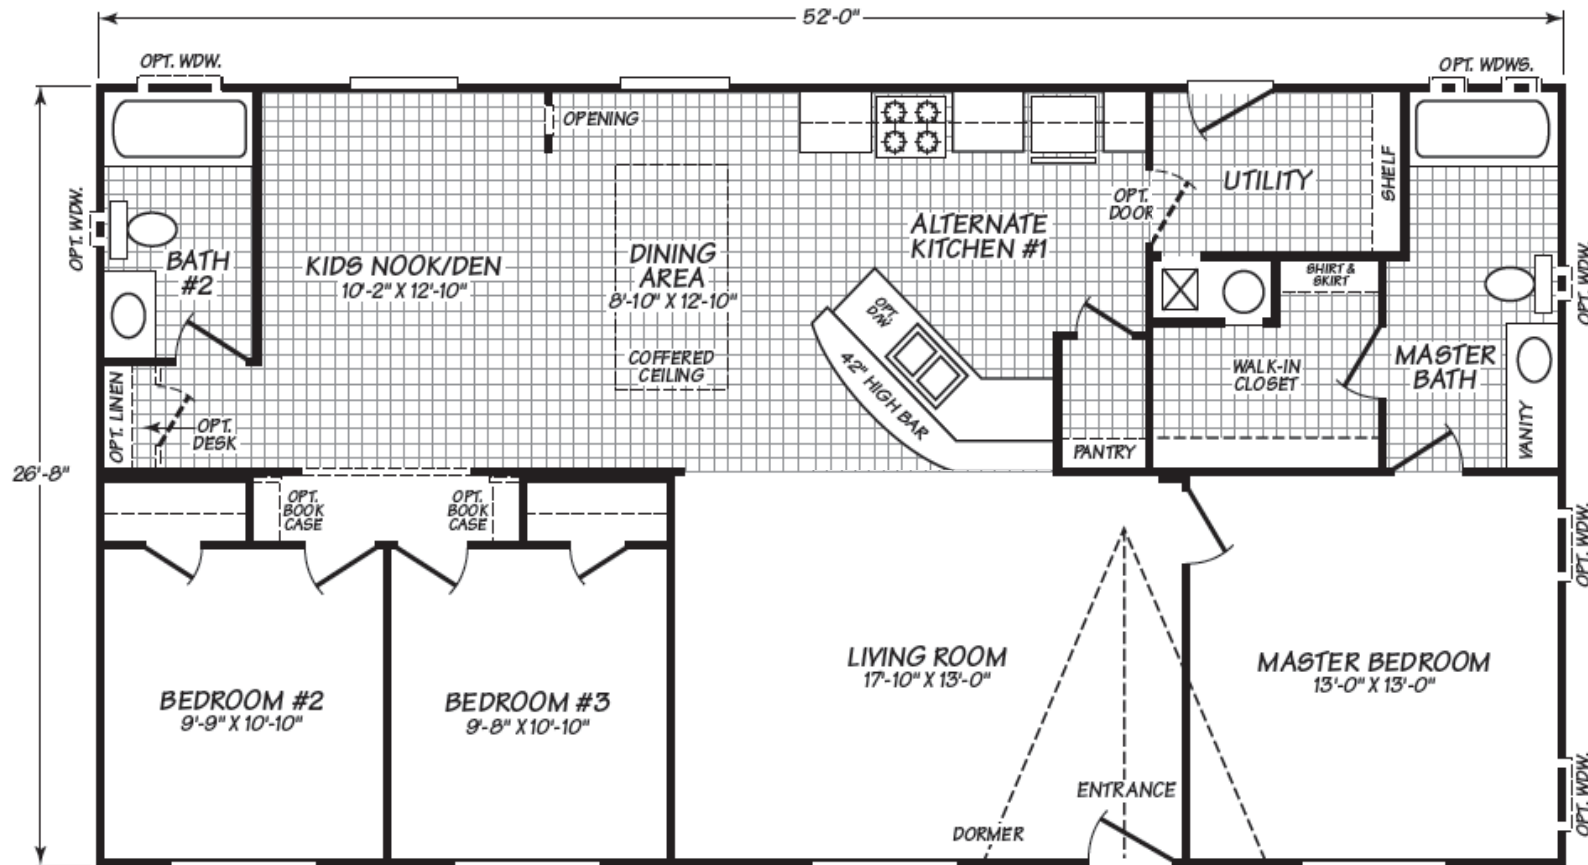 52'-0"
OPT. WDW.
OPT. WDWS.
OPENING
UTILITY
SHELF
OPT. WDW.
OPT.
DOOR
ALTERNATE
KITCHEN #1
DINING
AREA
8'-10" X 12'-10"
KIDS NOOK/DEN
10'-2" X 12'-10"
BATH
#2
SHIRT &
SKIRT
OPT. WDW.
OPT.
D/W
COFFERED
CEILING
42" HIGH BAR
WALK-IN
CLOSET
MASTER
BATH
OPT. LINEN
OPT.
DESK
VANITY
PANTRY
26'-8"
OPT.
BOOK
CASE
OPT.
BOOK
CASE
OPT. WDW.
LIVING ROOM
17'-10" X 13'-0"
MASTER BEDROOM
13'-0" X 13'-0"
BEDROOM #2
9'-9" X 10'-10"
BEDROOM #3
9'-8" X 10'-10"
ENTRANCE
DORMER
OPT. WDW.